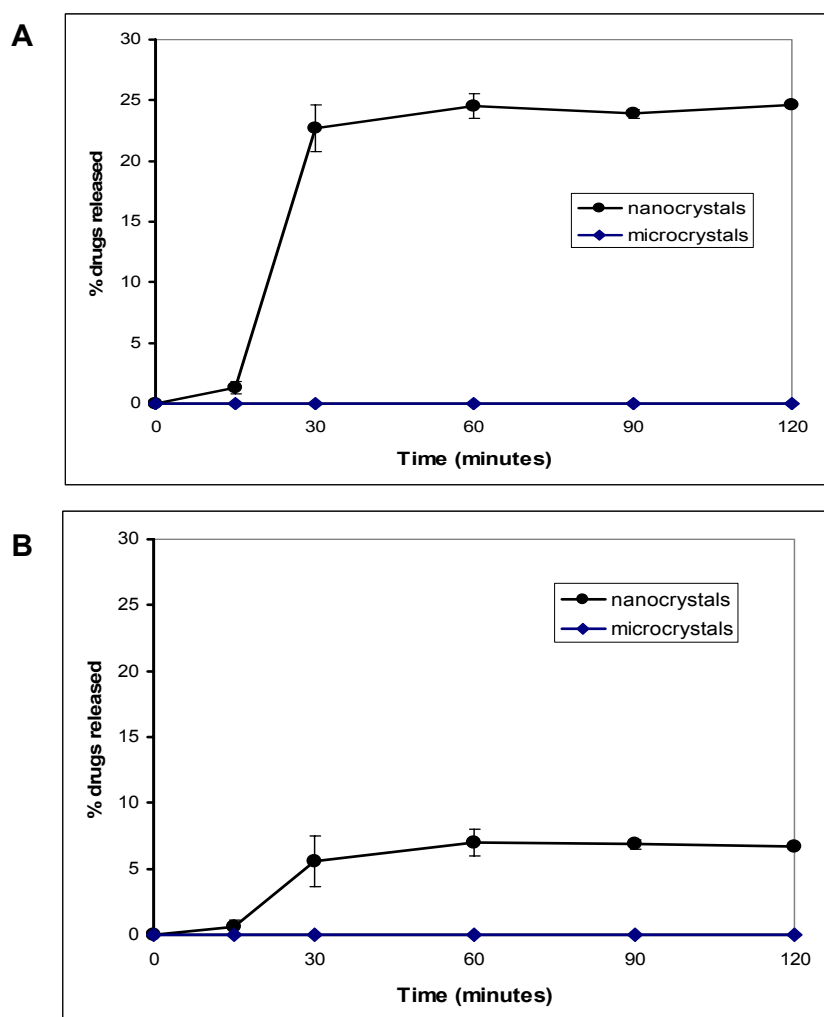 A
30
25
20
15
10
5
0
% drugs released
nanocrystals
microcrystals
0 30 60 90 120
Time (minutes)
B
30
25
20
15
10
5
0
% drugs released
nanocrystals
microcrystals
0 30 60 90 120
Time (minutes)